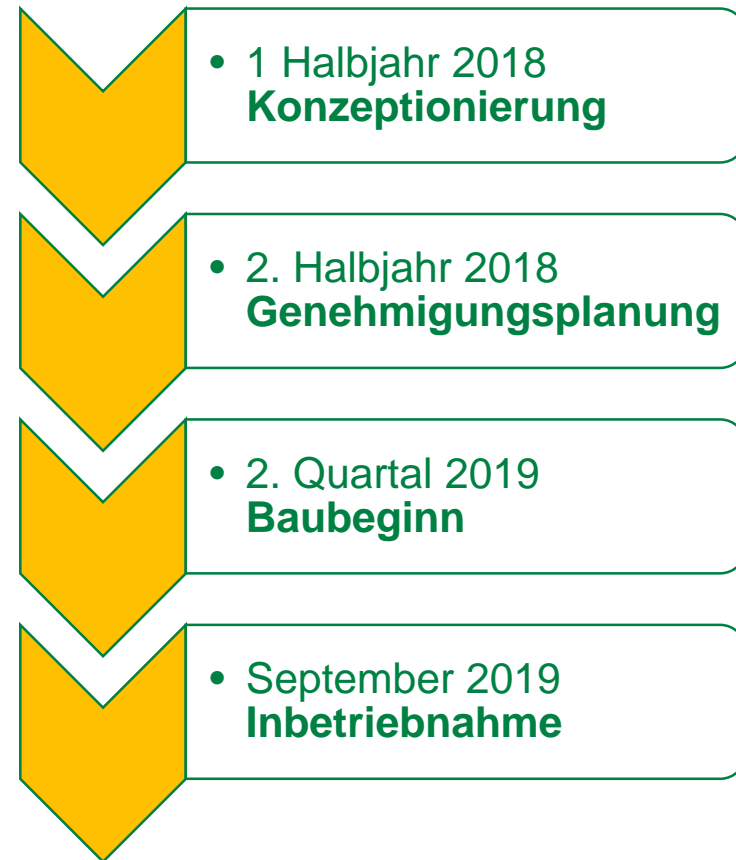 • 1 Halbjahr 2018
Konzeptionierung
• 2. Halbjahr 2018
Genehmigungsplanung
• 2. Quartal 2019
Baubeginn
• September 2019
Inbetriebnahme